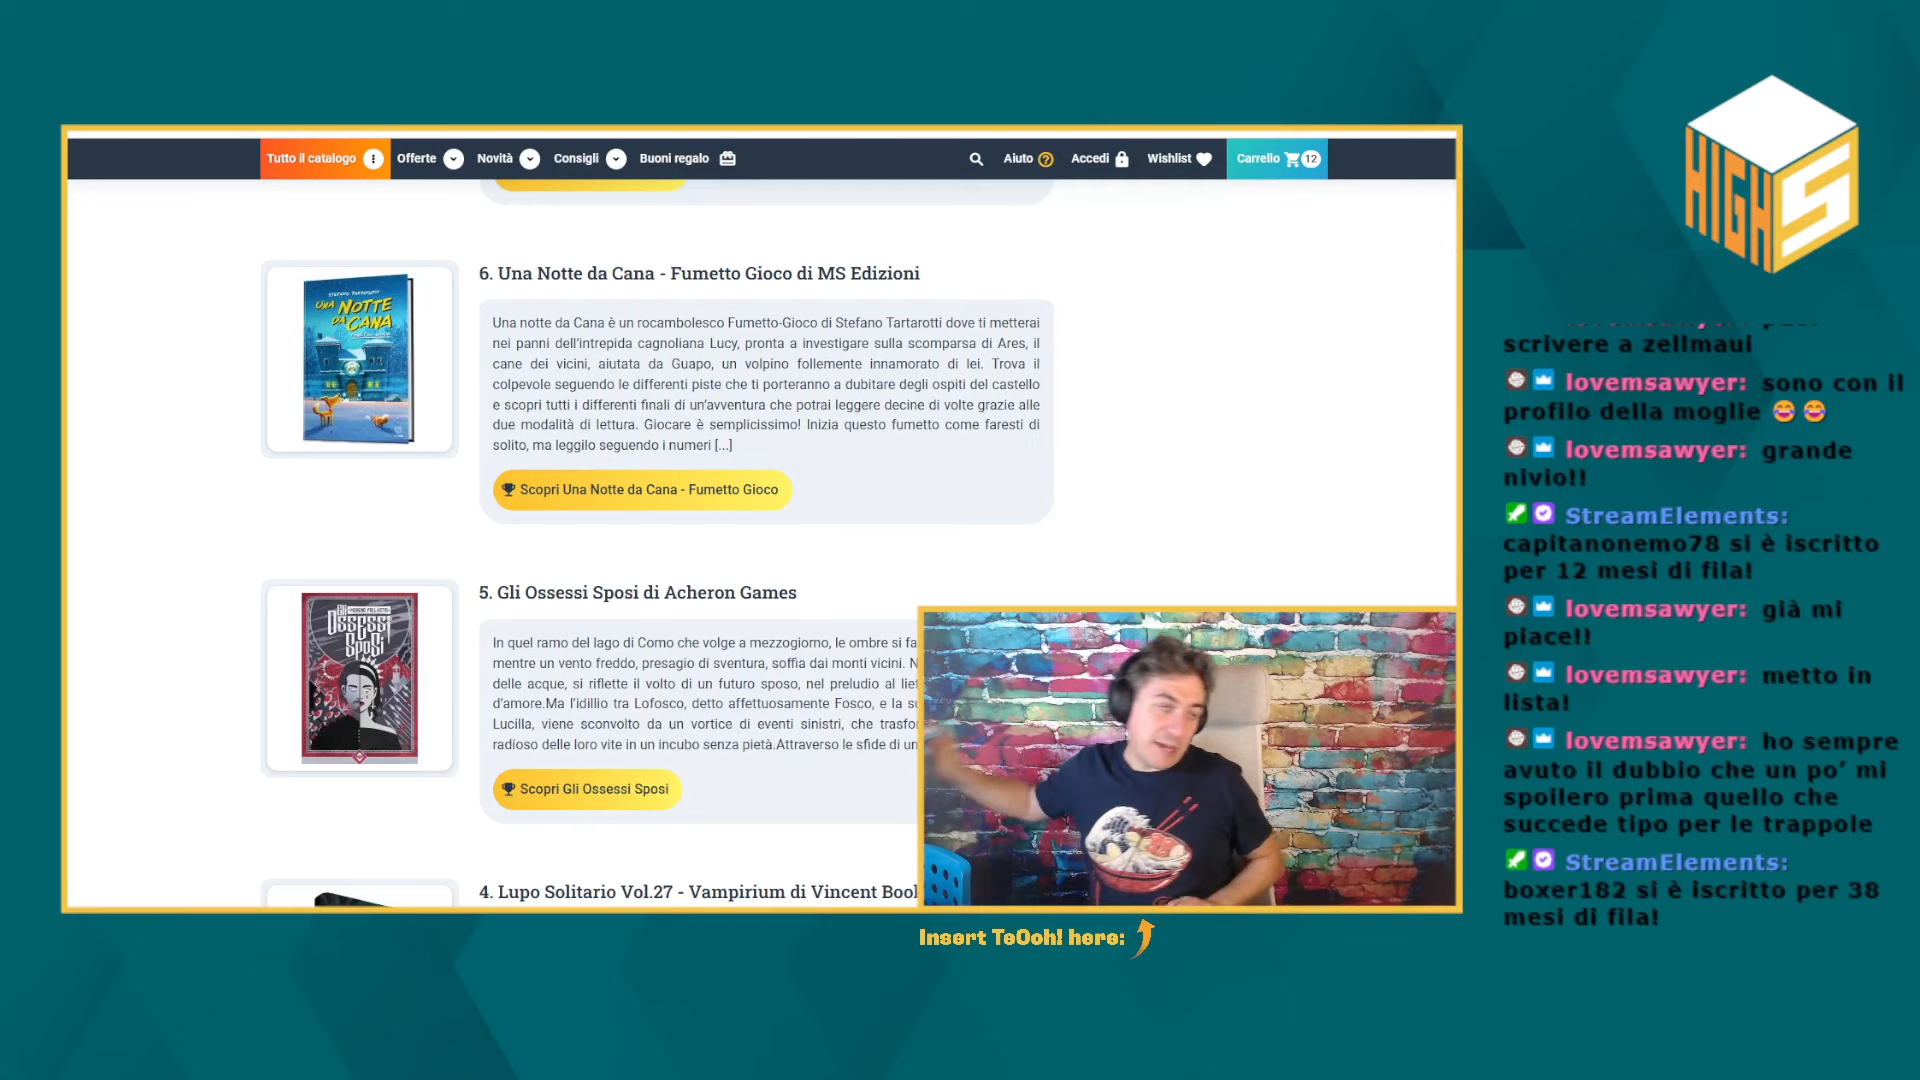 Tutto il catalogo
Offerte
Novità
Consigli
Buoni regalo
Aiuto
Accedi
Wishlist
Carrello 12
HIGH 5
6. Una Notte da Cana - Fumetto Gioco di MS Edizioni
STEFANO TARTAROTTI
UNA NOTTE
DA CANA
Una notte da Cana è un rocambolesco Fumetto-Gioco di Stefano Tartarotti dove ti metterai
nei panni dell'intrepida cagnoliana Lucy, pronta a investigare sulla scomparsa di Ares, il
cane dei vicini, aiutata da Guapo, un volpino follemente innamorato di lei. Trova il
colpevole seguendo le differenti piste che ti porteranno a dubitare degli ospiti del castello
e scopri tutti i differenti finali di un'avventura che potrai leggere decine di volte grazie alle
due modalità di lettura. Giocare è semplicissimo! Inizia questo fumetto come faresti di
solito, ma leggilo seguendo i numeri [...]
Scopri Una Notte da Cana - Fumetto Gioco
5. Gli Ossessi Sposi di Acheron Games
GLI
OSSESSI
SPOSI
In quel ramo del lago di Como che volge a mezzogiorno, le ombre si fa
mentre un vento freddo, presagio di sventura, soffia dai monti vicini. N
delle acque, si riflette il volto di un futuro sposo, nel preludio al lie
d'amore.Ma l'idillio tra Lofosco, detto affettuosamente Fosco, e la su
Lucilla, viene sconvolto da un vortice di eventi sinistri, che trasfor
radioso delle loro vite in un incubo senza pietà.Attraverso le sfide di un
Scopri Gli Ossessi Sposi
4. Lupo Solitario Vol.27 - Vampirium di Vincent Boo
Insert TeOoh! here:
scrivere a zellmaui
lovemsawyer: sono con il
profilo della moglie 😂 😂
lovemsawyer: grande
nivio!!
StreamElements:
capitanonemo78 si è iscritto
per 12 mesi di fila!
lovemsawyer: già mi
piace!!
lovemsawyer: metto in
lista!
lovemsawyer: ho sempre
avuto il dubbio che un po' mi
spoilero prima quello che
succede tipo per le trappole
StreamElements:
boxer182 si è iscritto per 38
mesi di fila!